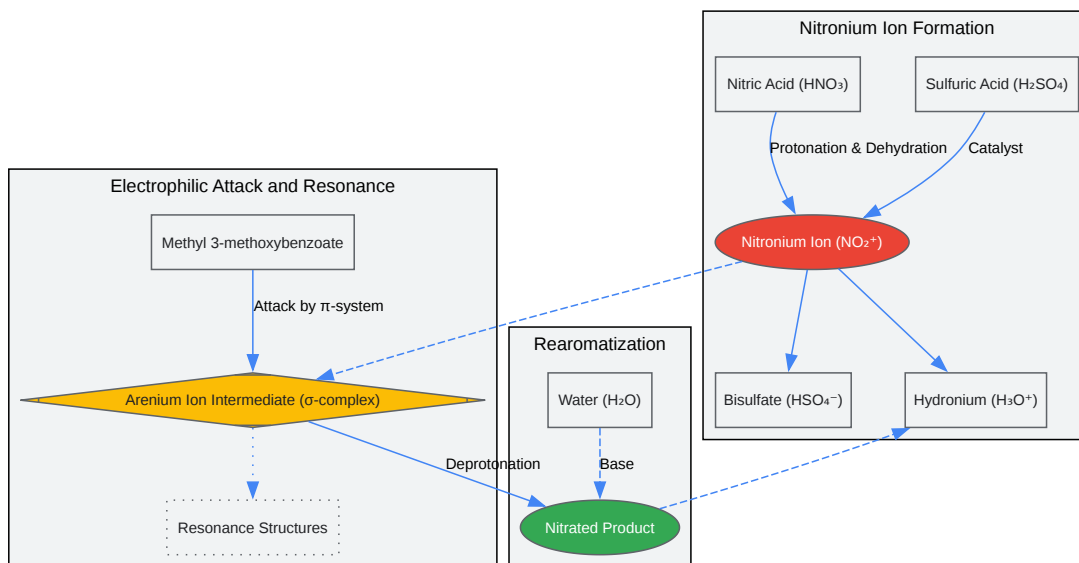 Nitronium Ion Formation
Nitric Acid (HNO₃)
Sulfuric Acid (H₂SO₄)
Protonation & Dehydration
Catalyst
Nitronium Ion (NO₂⁺)
Bisulfate (HSO₄⁻)
Hydronium (H₃O⁺)
Electrophilic Attack and Resonance
Methyl 3-methoxybenzoate
Attack by π-system
Arenium Ion Intermediate (σ-complex)
Resonance Structures
Deprotonation
Rearomatization
Water (H₂O)
Base
Nitrated Product